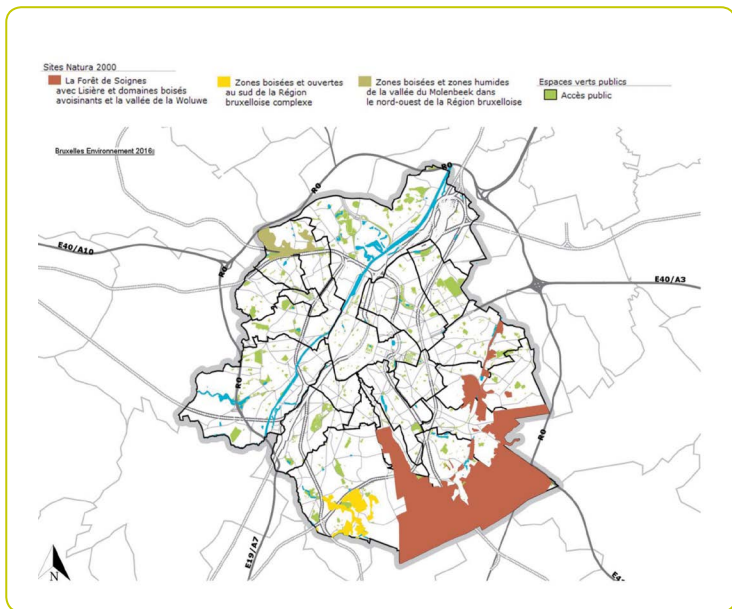 Sites Natura 2000
La Forêt de Soignes
avec Lisière et domaines boisés
avoisinants et la vallée de la Woluwe
Zones boisées et ouvertes
au sud de la Région
bruxelloise complexe
Zones boisées et zones humides
de la vallée du Molenbeek dans
le nord-ouest de la Région bruxelloise
Espaces verts publics
Accès public
Bruxelles Environnement 2016
R0
R0
E40/A10
R0
E40/A3
R0
R0
E19/A7
N